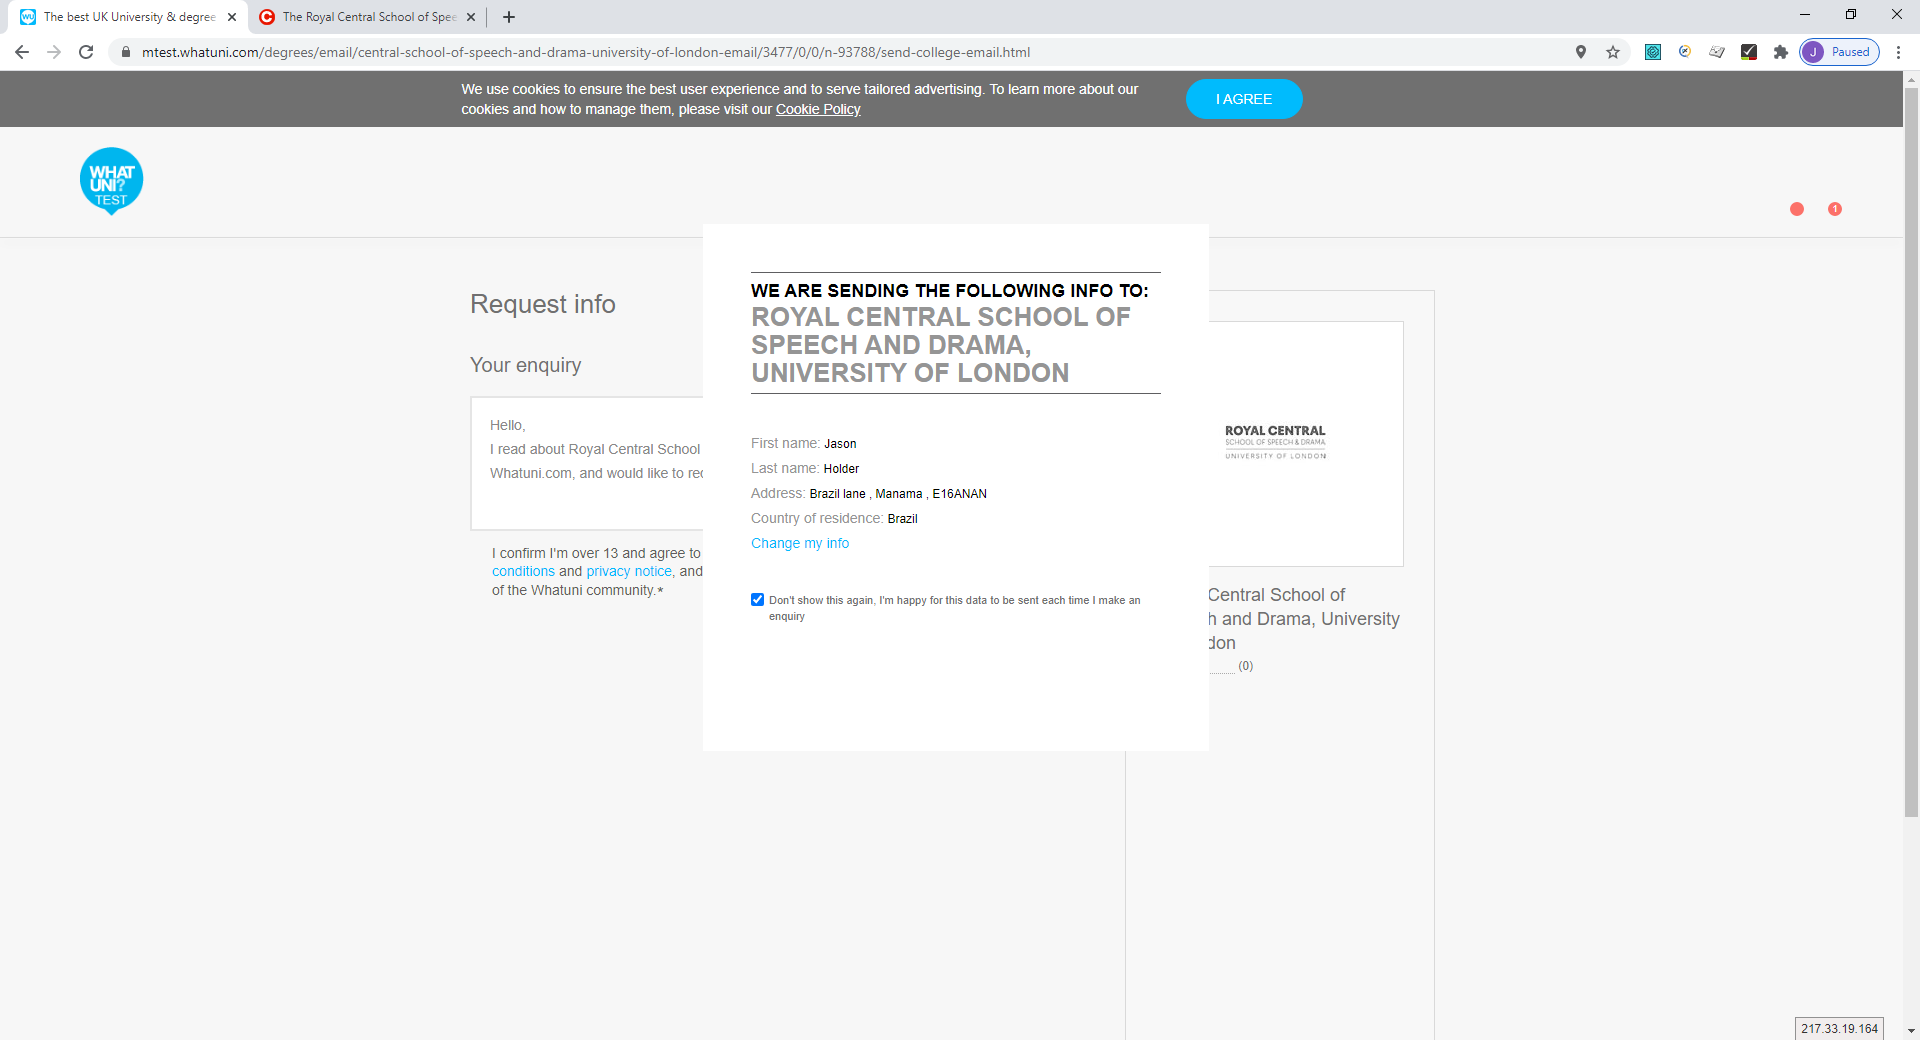 The best UK University & degree
The Royal Central School of Spee
mtest.whatuni.com/degrees/email/central-school-of-speech-and-drama-university-of-london-email/3477/0/0/n-93788/send-college-email.html
J Paused
We use cookies to ensure the best user experience and to serve tailored advertising. To learn more about our
cookies and how to manage them, please visit our Cookie Policy
I AGREE
WHAT
UNI?
TEST
1
Request info
Your enquiry
Hello,
I read about Royal Central School
Whatuni.com, and would like to rec
I confirm I'm over 13 and agree to
conditions and privacy notice, and
of the Whatuni community.*
WE ARE SENDING THE FOLLOWING INFO TO:
ROYAL CENTRAL SCHOOL OF
SPEECH AND DRAMA,
UNIVERSITY OF LONDON
First name: Jason
Last name: Holder
Address: Brazil lane , Manama , E16ANAN
Country of residence: Brazil
Change my info
Don't show this again, I'm happy for this data to be sent each time I make an
enquiry
ROYAL CENTRAL
SCHOOL OF SPEECH & DRAMA
UNIVERSITY OF LONDON
Central School of
h and Drama, University
don
(0)
217.33.19.164